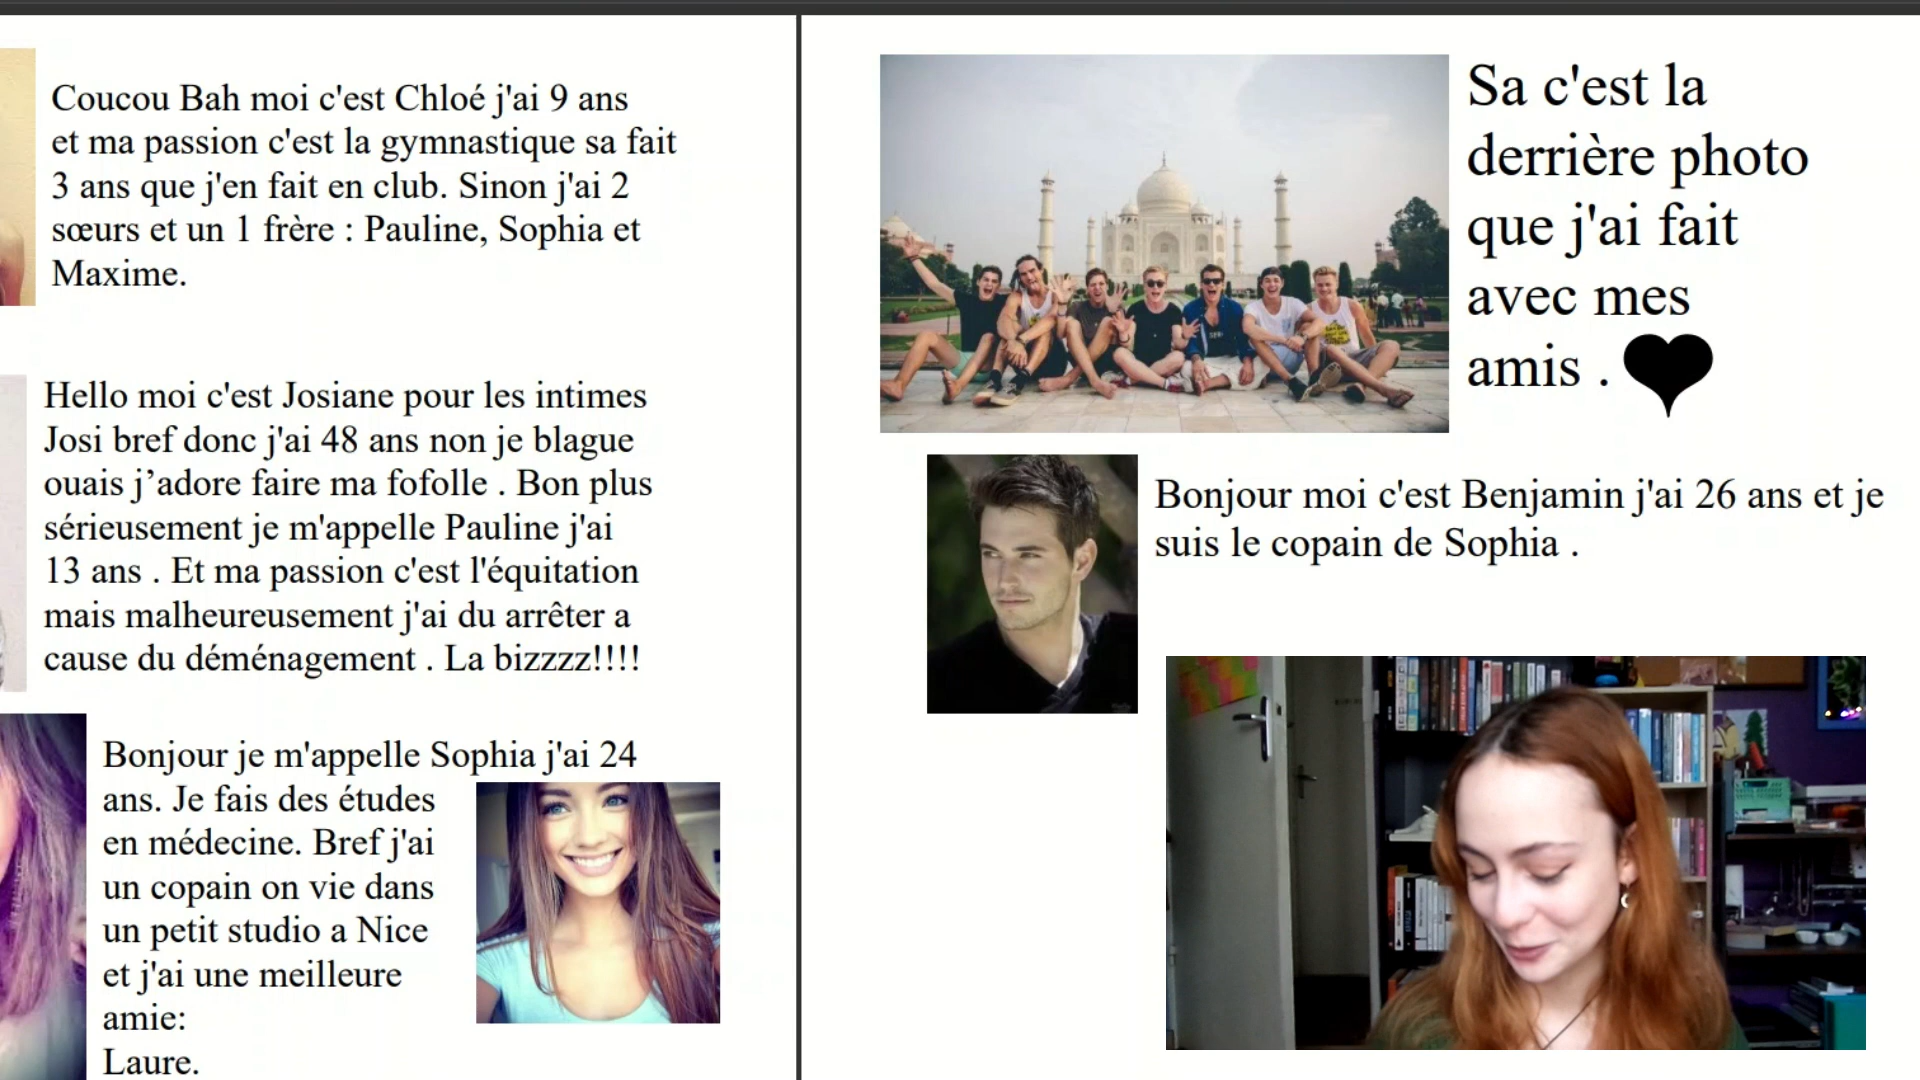 Coucou Bah moi c'est Chloé j'ai 9 ans
et ma passion c'est la gymnastique sa fait
3 ans que j'en fait en club. Sinon j'ai 2
sœurs et un 1 frère : Pauline, Sophia et
Maxime.
Hello moi c'est Josiane pour les intimes
Josi bref donc j'ai 48 ans non je blague
ouais j’adore faire ma fofolle . Bon plus
sérieusement je m'appelle Pauline j'ai
13 ans . Et ma passion c'est l'équitation
mais malheureusement j'ai du arrêter a
cause du déménagement . La bizzzz!!!!
Bonjour je m'appelle Sophia j'ai 24
ans. Je fais des études
en médecine. Bref j'ai
un copain on vie dans
un petit studio a Nice
et j'ai une meilleure
amie:
Laure.
Sa c'est la
derrière photo
que j'ai fait
avec mes
amis . ♥
Bonjour moi c'est Benjamin j'ai 26 ans et je
suis le copain de Sophia .